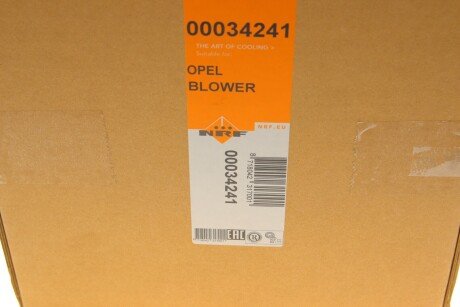 00034241
THE ART OF COOLING >
Suitable for:
OPEL
BLOWER
NRF
NRF.EU
00034241
EAC